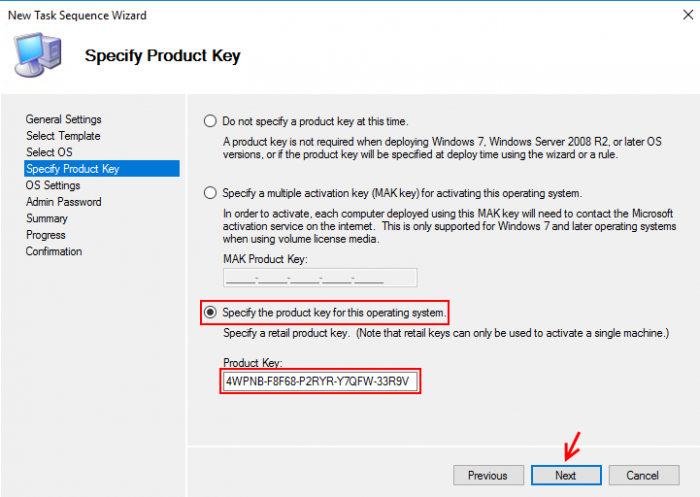 New Task Sequence Wizard
Specify Product Key
General Settings
Select Template
Select OS
Specify Product Key
OS Settings
Admin Password
Summary
Progress
Confirmation
Do not specify a product key at this time.
A product key is not required when deploying Windows 7, Windows Server 2008 R2, or later OS
versions, or if the product key will be specified at deploy time using the wizard or a rule.
Specify a multiple activation key (MAK key) for activating this operating system.
In order to activate, each computer deployed using this MAK key will need to contact the Microsoft
activation service on the internet.  This is only supported for Windows 7 and later operating systems
when using volume license media.
MAK Product Key:
_____-_____-_____-_____-_____
Specify the product key for this operating system.
Specify a retail product key.  (Note that retail keys can only be used to activate a single machine.)
Product Key:
4WPNB-F8F68-P2RYR-Y7QFW-33R9V
Previous
Next
Cancel